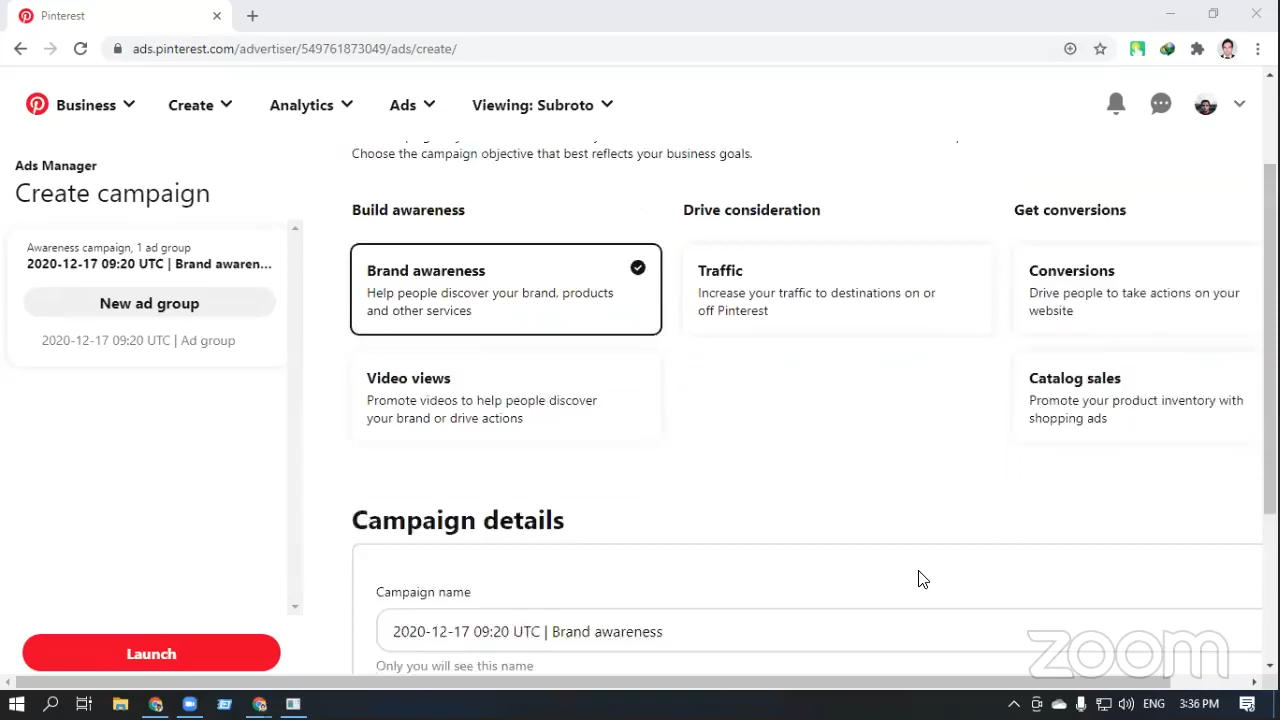 Pinterest
ads.pinterest.com/advertiser/549761873049/ads/create/
Business
Create
Analytics
Ads
Viewing: Subroto
Ads Manager
Create campaign
Awareness campaign, 1 ad group
2020-12-17 09:20 UTC | Brand awaren...
New ad group
2020-12-17 09:20 UTC | Ad group
Launch
Choose the campaign objective that best reflects your business goals.
Build awareness
Brand awareness
Help people discover your brand, products
and other services
Video views
Promote videos to help people discover
your brand or drive actions
Drive consideration
Traffic
Increase your traffic to destinations on or
off Pinterest
Get conversions
Conversions
Drive people to take actions on your
website
Catalog sales
Promote your product inventory with
shopping ads
Campaign details
Campaign name
2020-12-17 09:20 UTC | Brand awareness
Only you will see this name
zoom
ENG
3:36 PM